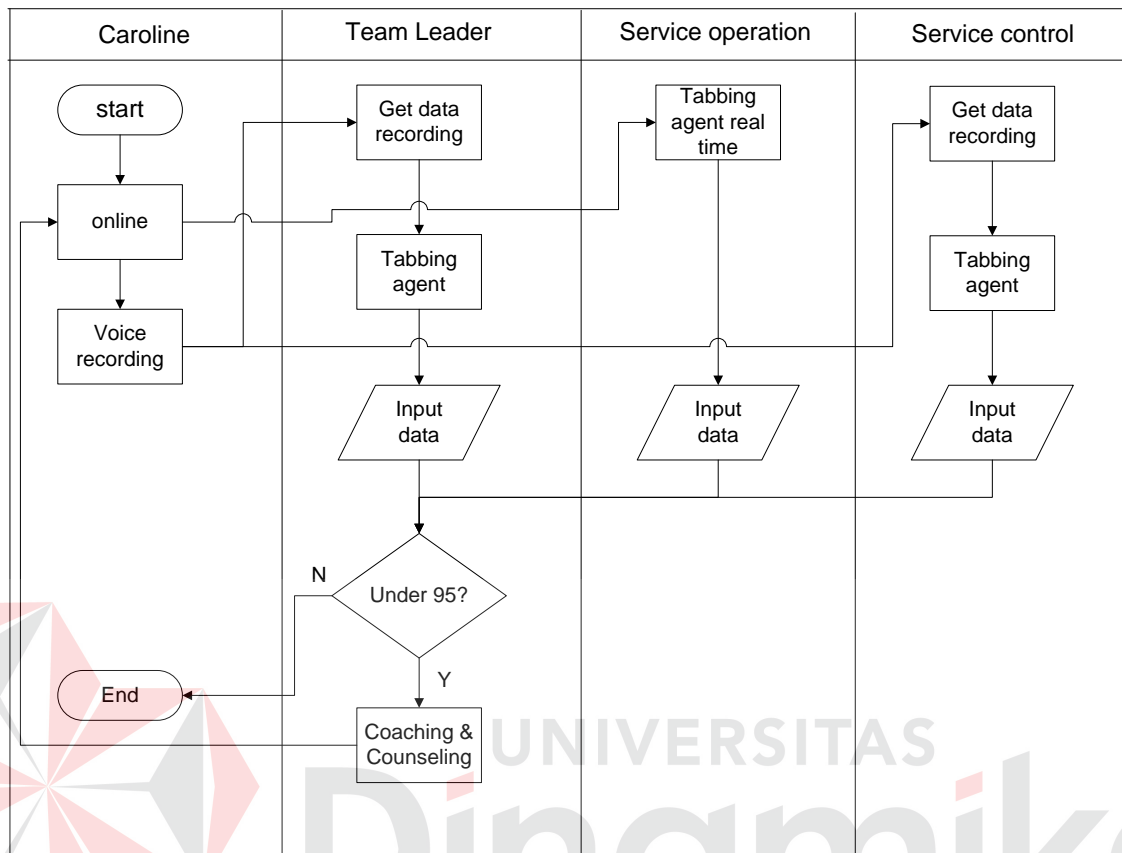 Caroline
Team Leader
Service operation
Service control
start
Get data
recording
Tabbing
agent real
time
Get data
recording
online
Tabbing
agent
Tabbing
agent
Voice
recording
Input
data
Input
data
Input
data
N
Under 95?
Y
End
Coaching &
Counseling
UNIVERSITAS
Dinamika